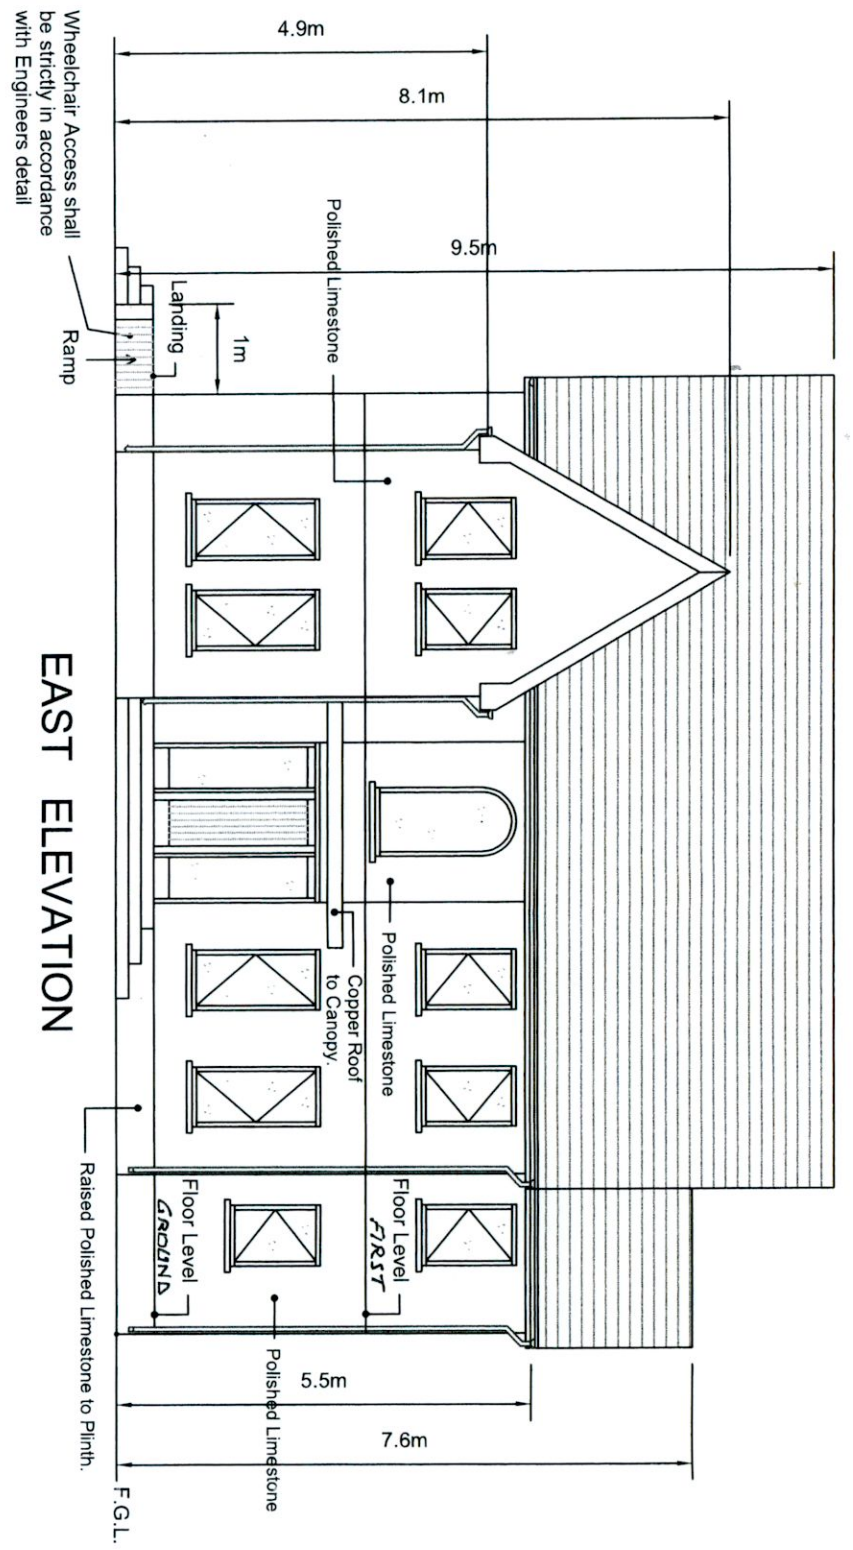 4.9m
8.1m
9.5m
1m
Wheelchair Access shall
be strictly in accordance
with Engineers detail
Landing
Ramp
Polished Limestone
Polished Limestone
Copper Roof
to Canopy.
Floor Level
FIRST
Floor Level
GROUND
Polished Limestone
Raised Polished Limestone to Plinth.
5.5m
7.6m
F.G.L.
EAST ELEVATION